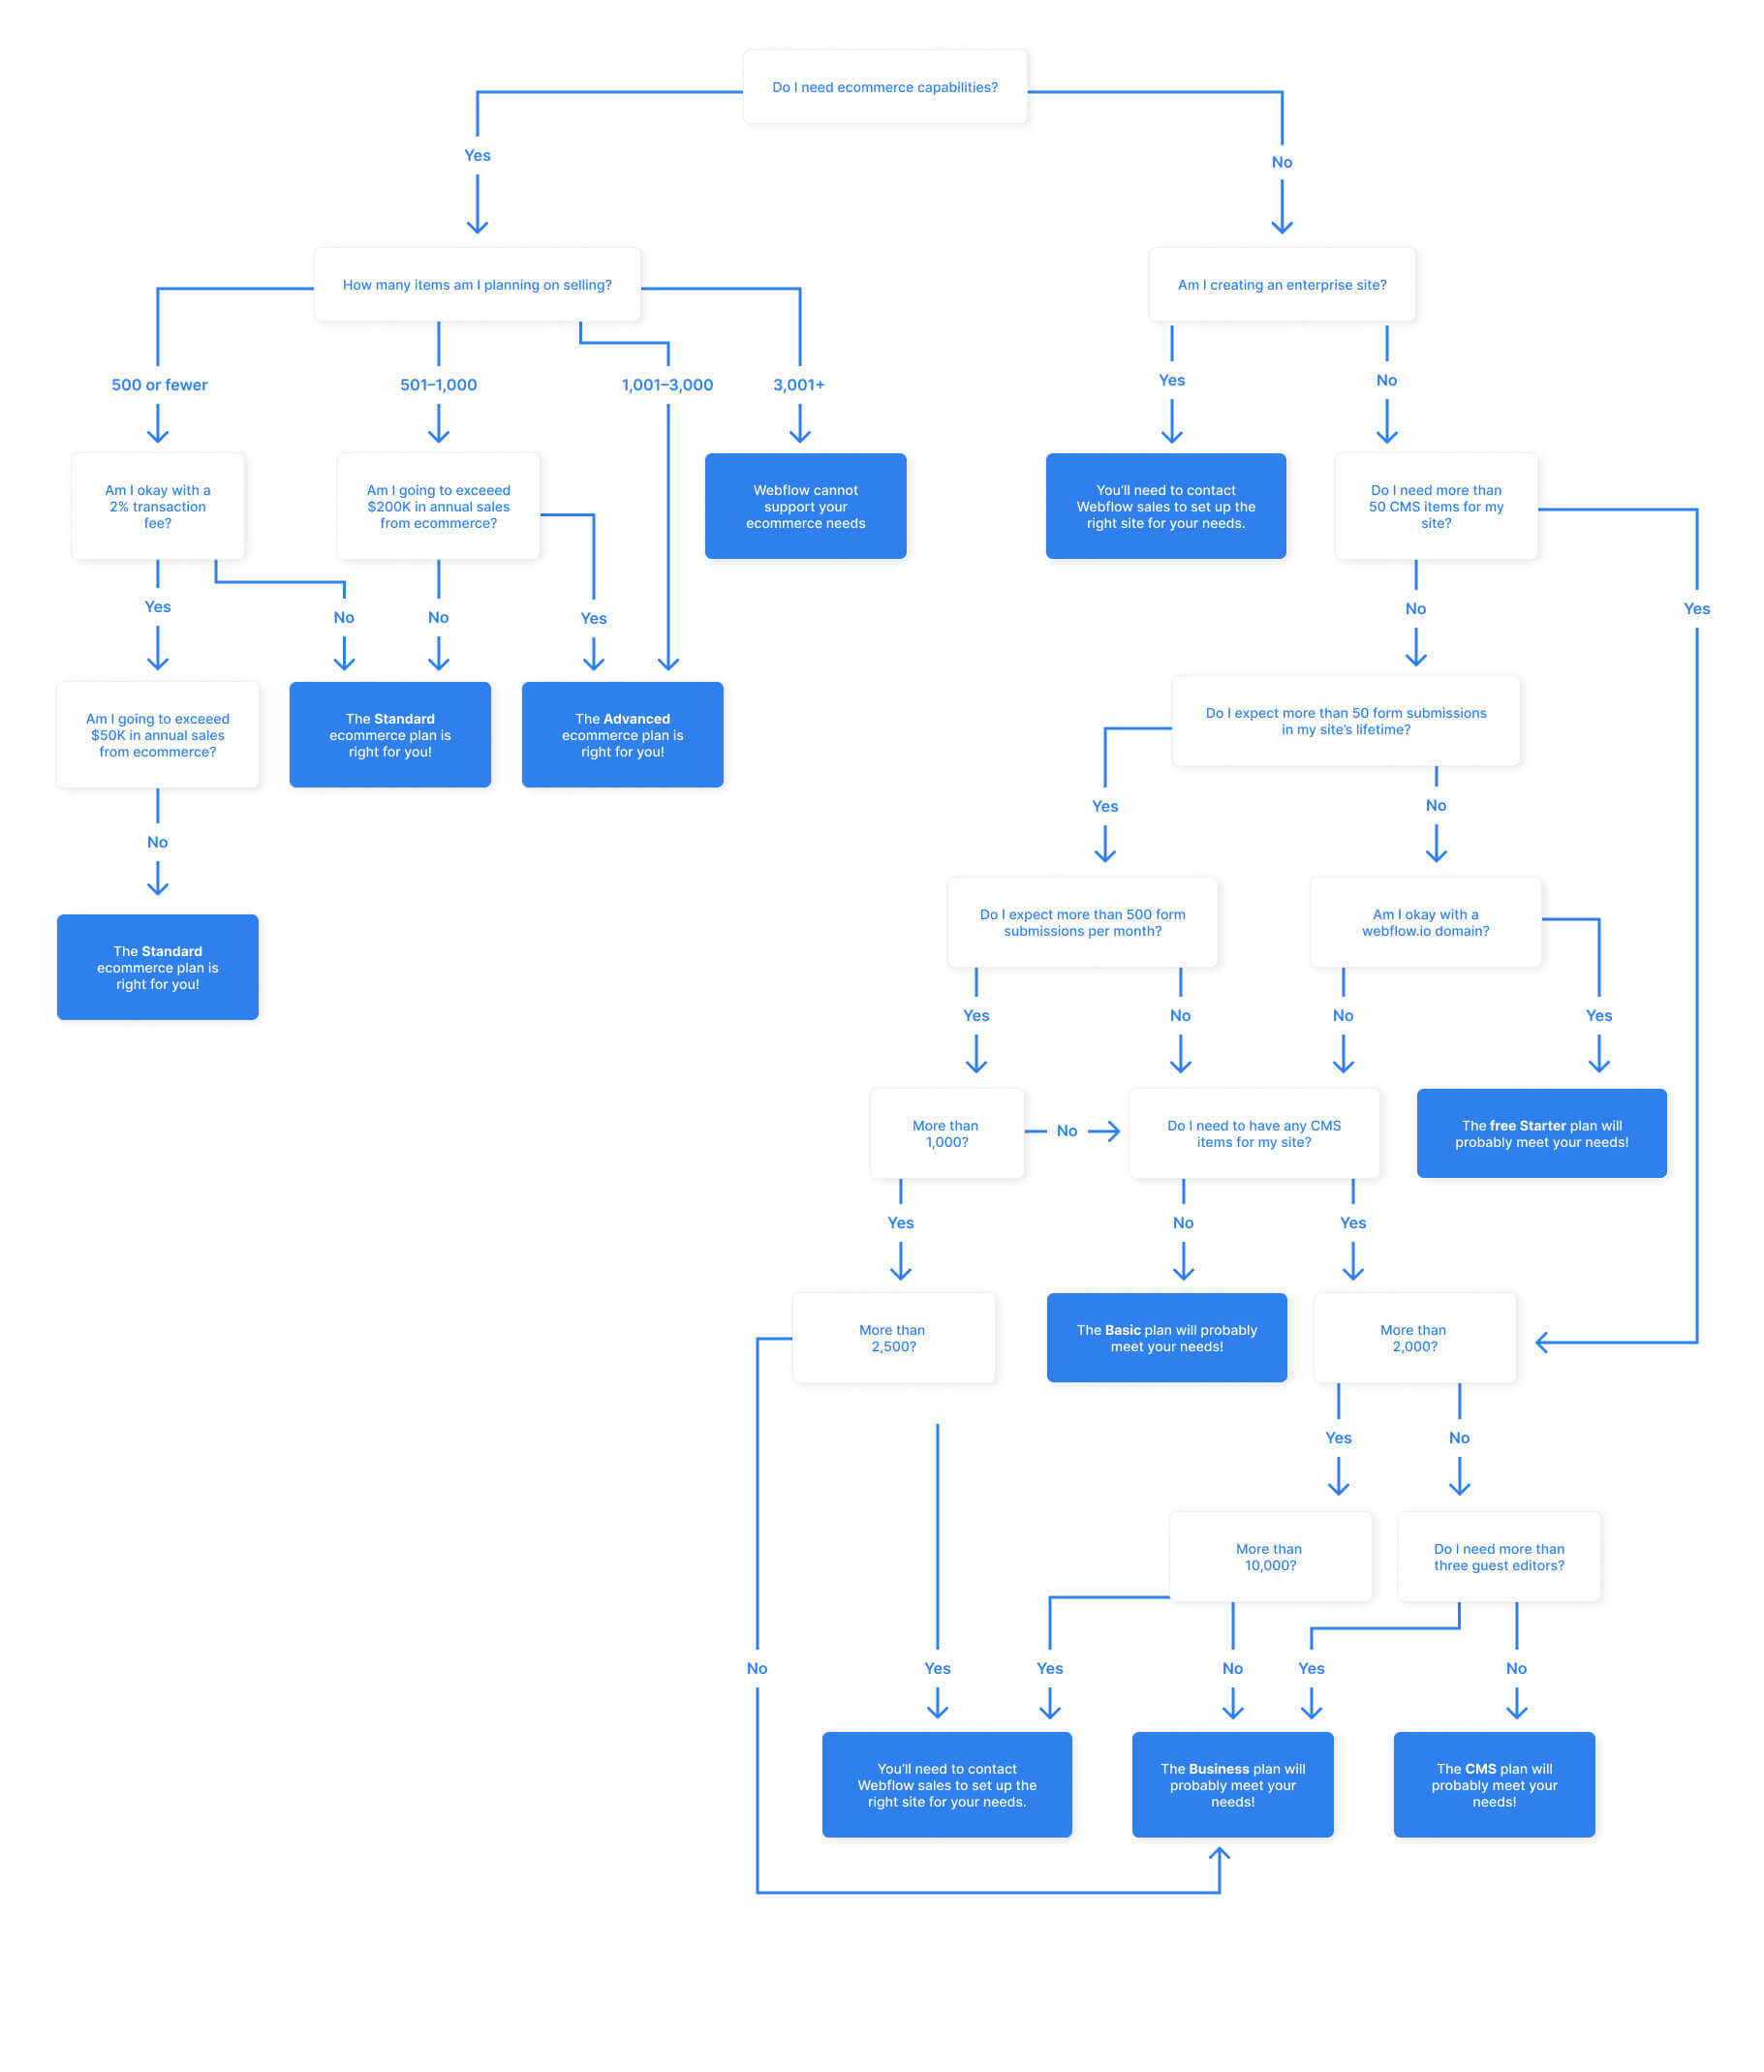 Do I need ecommerce capabilities?
Yes
No
How many items am I planning on selling?
Am I creating an enterprise site?
500 or fewer
501–1,000
1,001–3,000
3,001+
Yes
No
Am I okay with a
2% transaction
fee?
Am I going to exceeed
$200K in annual sales
from ecommerce?
Webflow cannot
support your
ecommerce needs
You'll need to contact
Webflow sales to set up the
right site for your needs.
Do I need more than
50 CMS items for my
site?
Yes
No
No
Yes
No
Yes
Am I going to exceeed
$50K in annual sales
from ecommerce?
The Standard
ecommerce plan is
right for you!
The Advanced
ecommerce plan is
right for you!
Do I expect more than 50 form submissions
in my site's lifetime?
No
Yes
No
The Standard
ecommerce plan is
right for you!
Do I expect more than 500 form
submissions per month?
Am I okay with a
webflow.io domain?
Yes
No
No
Yes
More than
1,000?
No
Do I need to have any CMS
items for my site?
The free Starter plan will
probably meet your needs!
Yes
No
Yes
More than
2,500?
The Basic plan will probably
meet your needs!
More than
2,000?
Yes
No
More than
10,000?
Do I need more than
three guest editors?
No
Yes
Yes
No
Yes
No
You'll need to contact
Webflow sales to set up the
right site for your needs.
The Business plan will
probably meet your
needs!
The CMS plan will
probably meet your
needs!